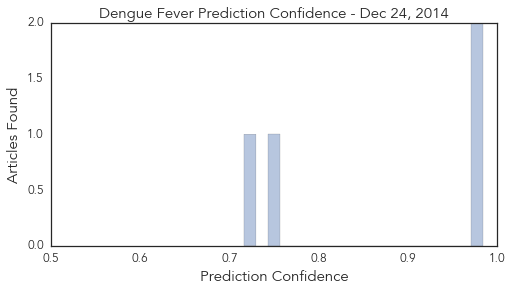 Dengue Fever Prediction Confidence - Dec 24, 2014
2.0
1.5
1.0
0.5
0.0
Articles Found
0.5 0.6 0.7 0.8 0.9 1.0
Prediction Confidence